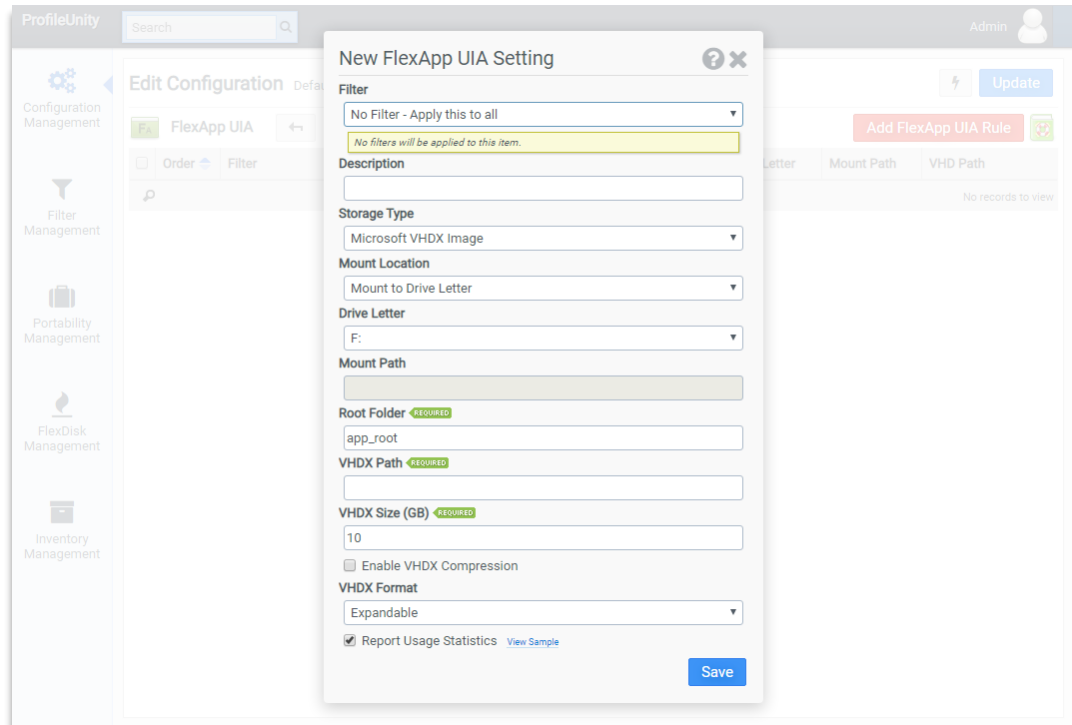 ProfileUnity
Search
Admin
Configuration
Management
Filter
Management
Portability
Management
FlexDisk
Management
Inventory
Management
Edit Configuration Defau
Update
FA FlexApp UIA
Add FlexApp UIA Rule
Order Filter Letter Mount Path VHD Path
No records to view
New FlexApp UIA Setting
Filter
No Filter - Apply this to all
No filters will be applied to this item.
Description
Storage Type
Microsoft VHDX Image
Mount Location
Mount to Drive Letter
Drive Letter
F:
Mount Path
Root Folder REQUIRED
app_root
VHDX Path REQUIRED
VHDX Size (GB) REQUIRED
10
Enable VHDX Compression
VHDX Format
Expandable
Report Usage Statistics View Sample
Save